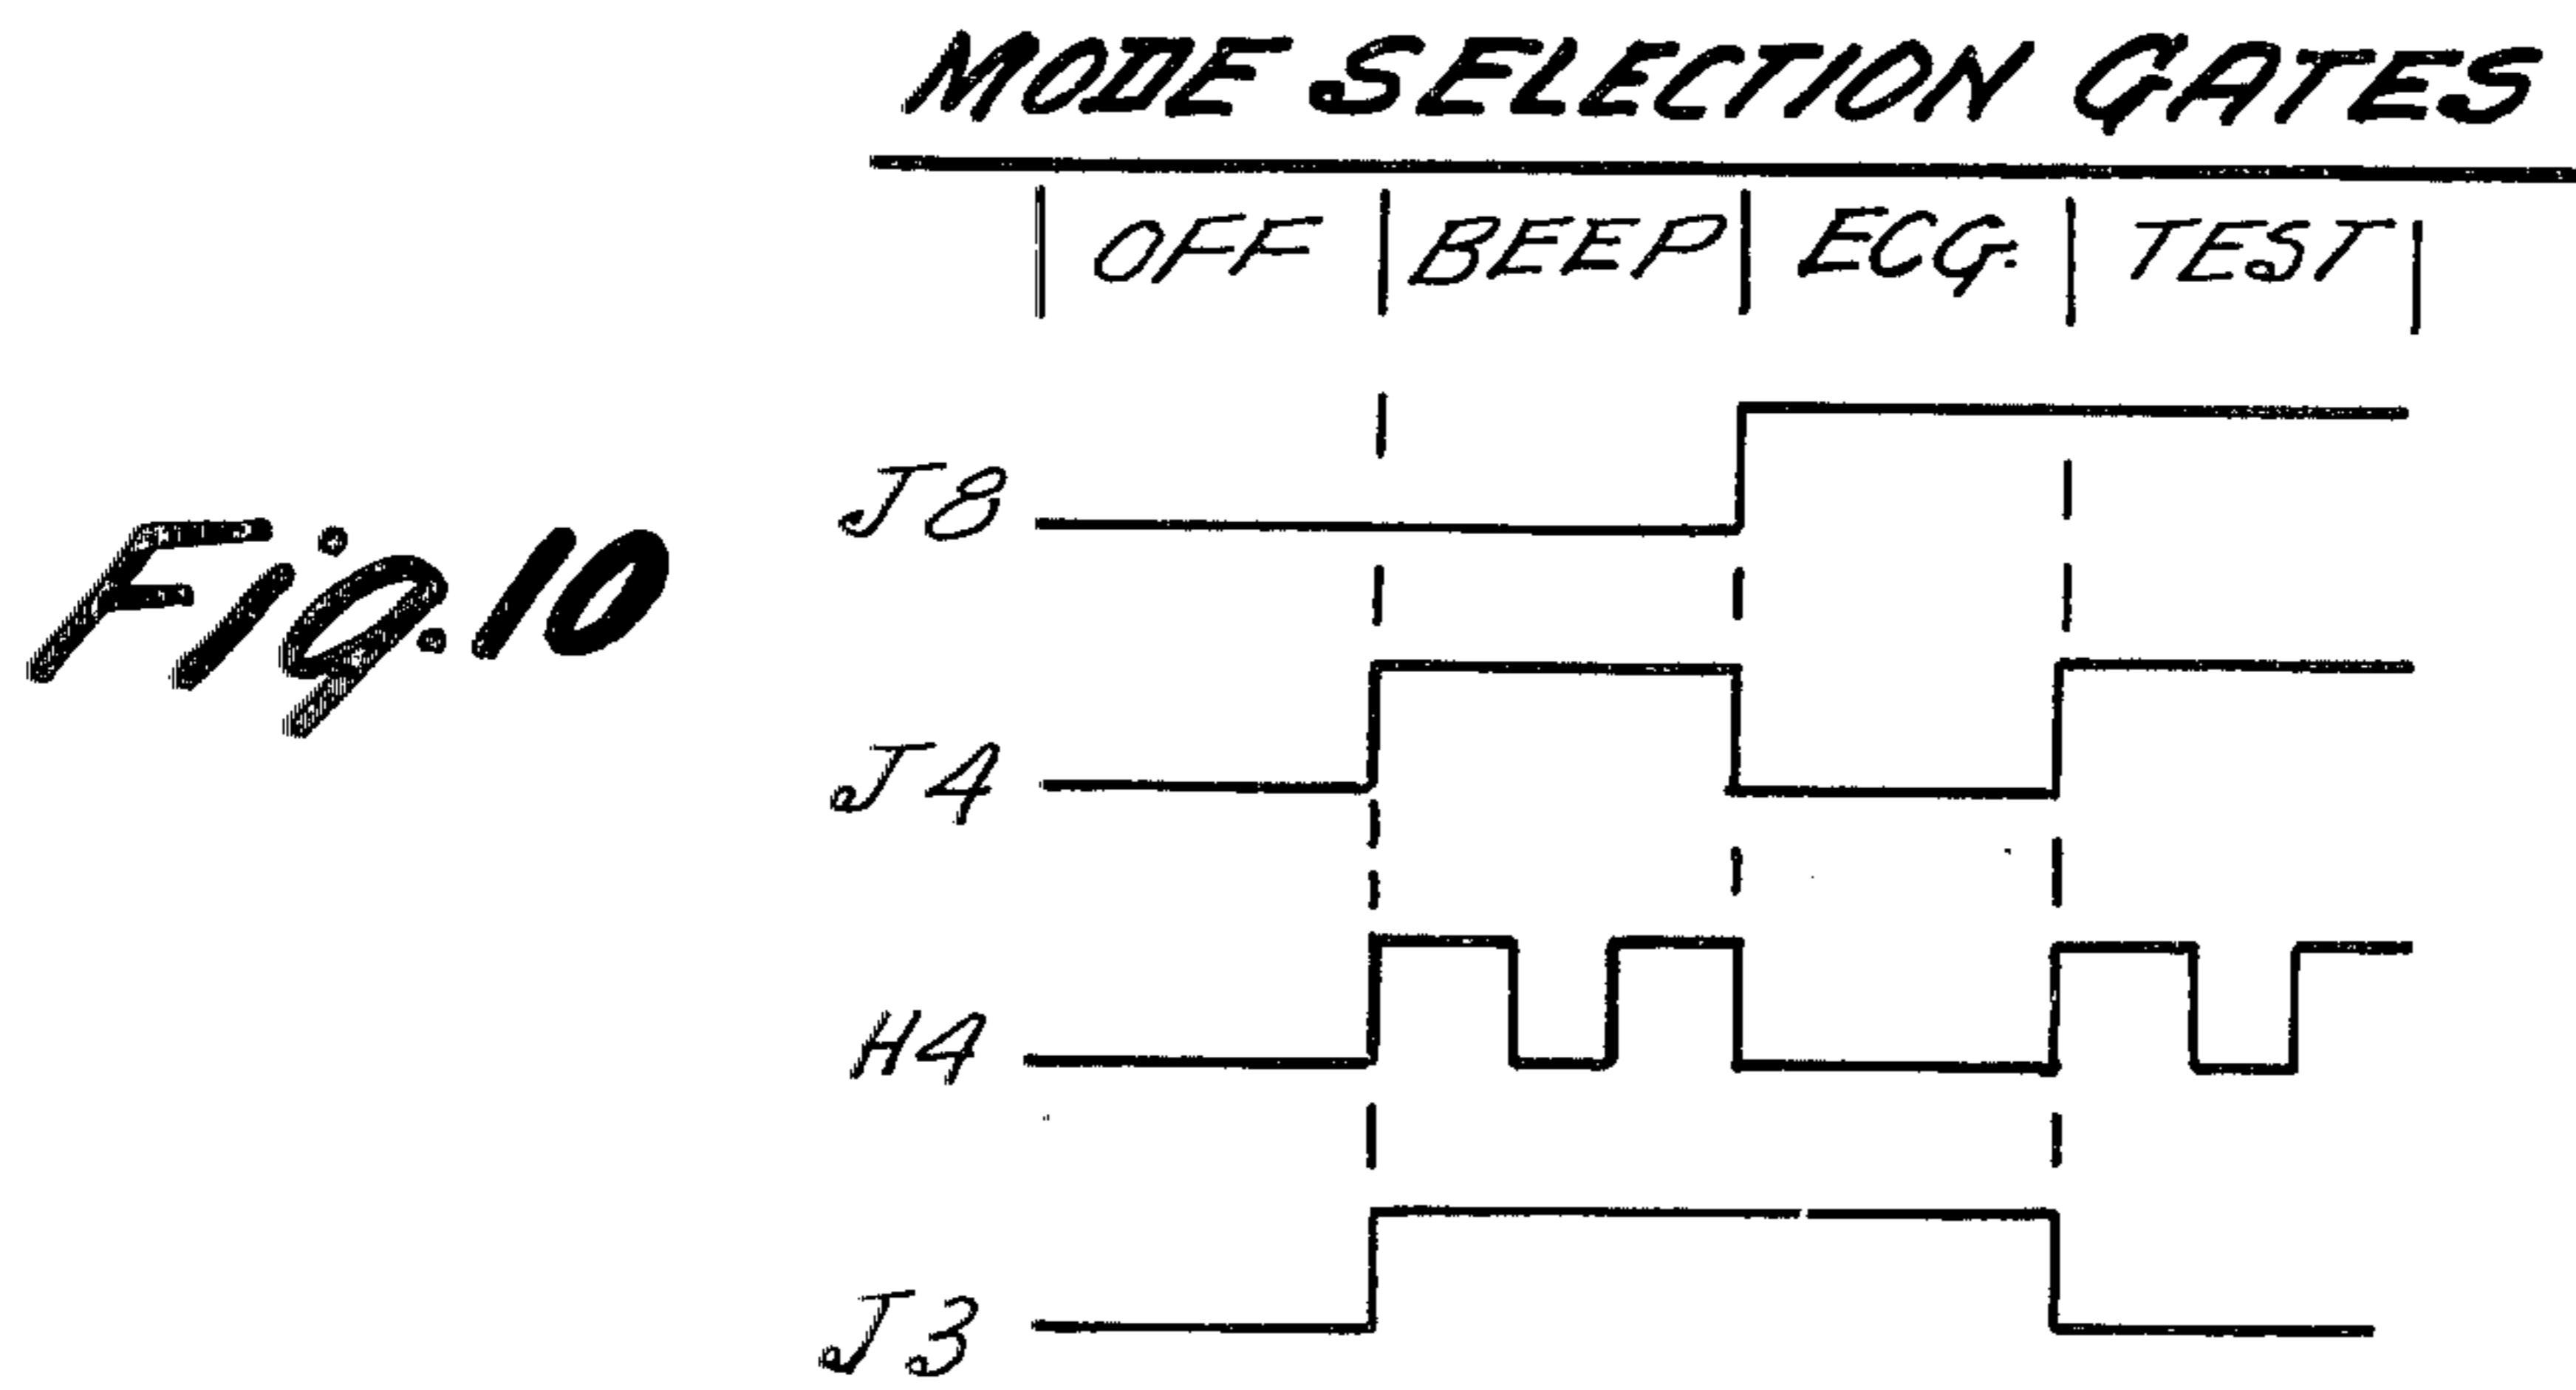 MODE SELECTION GATES
OFF BEEP ECG. TEST
J8
Fig. 10
J4
H4
J3